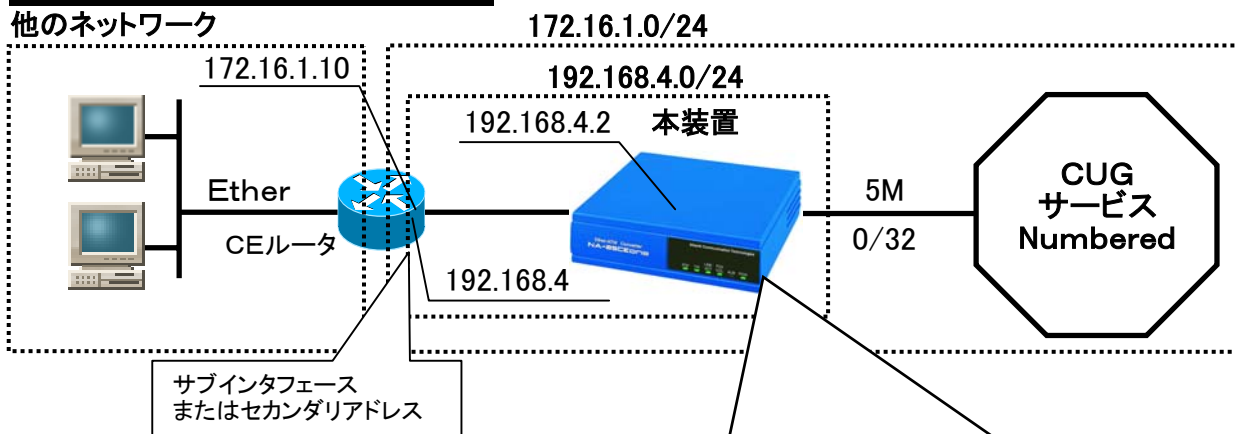 他のネットワーク
172.16.1.0/24
172.16.1.10
192.168.4.0/24
192.168.4.2
本装置
Ether
CEルータ
192.168.4
5M
0/32
CUG
サービス
Numbered
サブインタフェース
またはセカンダリアドレス